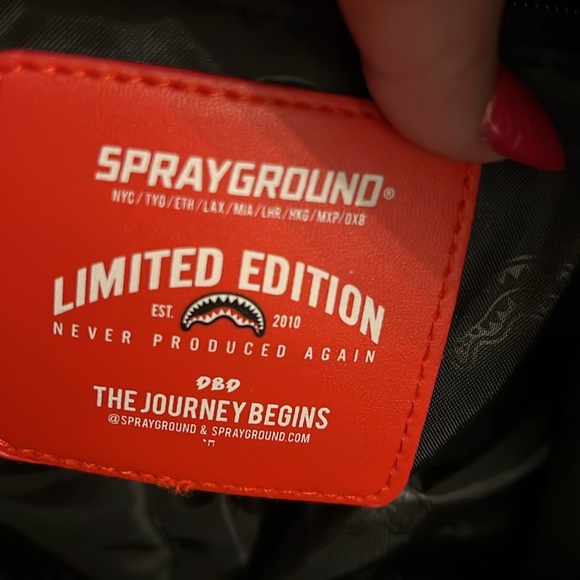 SPRAYGROUND®
NYC/TYO/ETH/LAX/MIA/LHR/HKG/MXP/DXB
LIMITED EDITION
EST. 2010
NEVER PRODUCED AGAIN
DBD
THE JOURNEY BEGINS
@SPRAYGROUND & SPRAYGROUND.COM